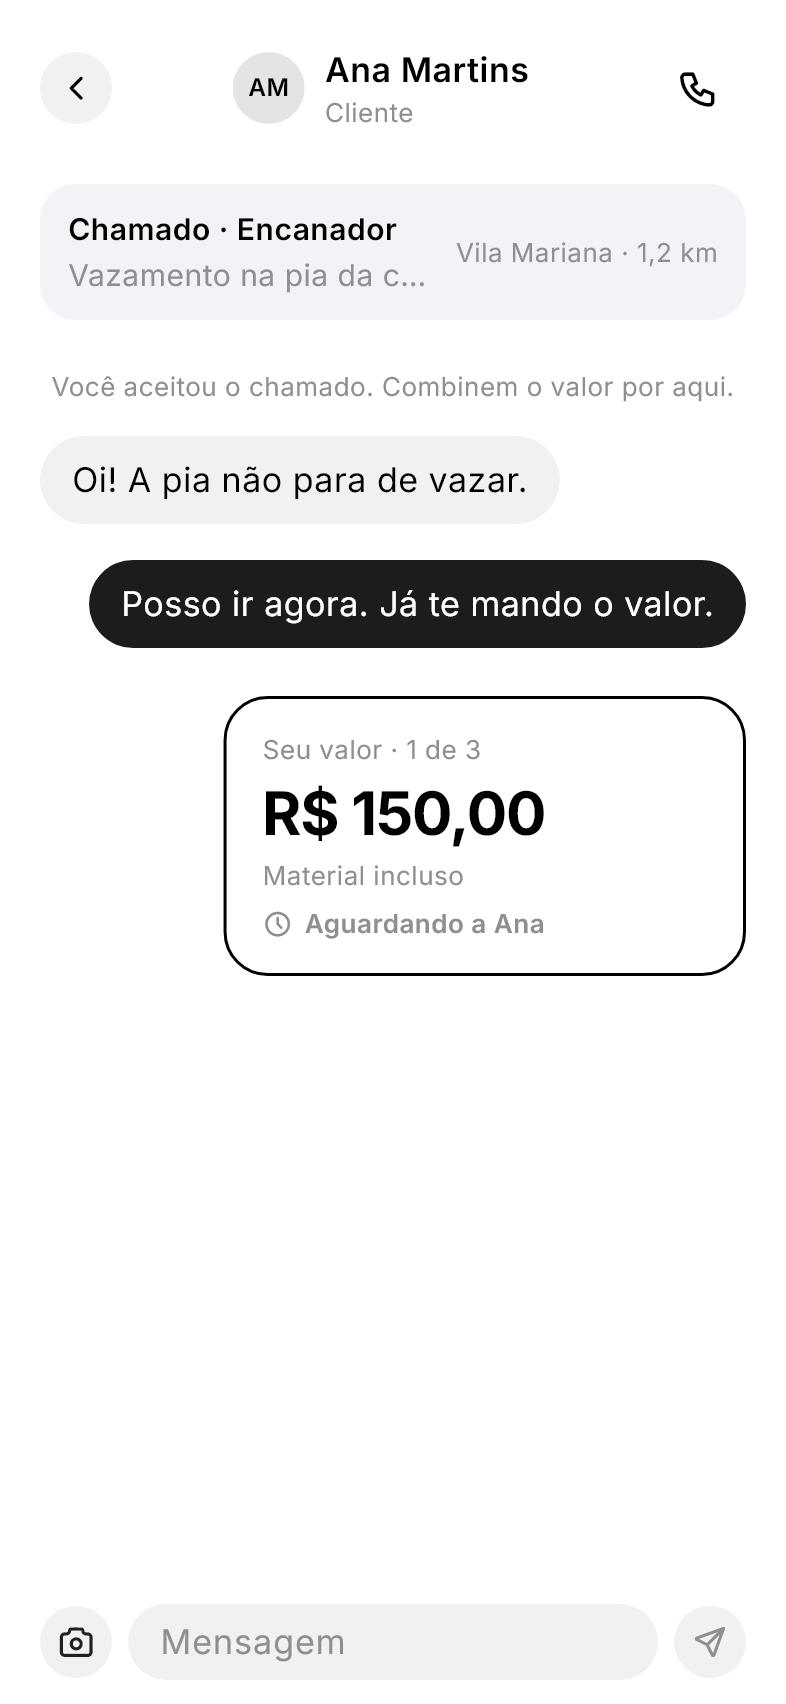 AM
Ana Martins
Cliente
Chamado · Encanador
Vazamento na pia da c...
Vila Mariana · 1,2 km
Você aceitou o chamado. Combinem o valor por aqui.
Oi! A pia não para de vazar.
Posso ir agora. Já te mando o valor.
Seu valor · 1 de 3
R$ 150,00
Material incluso
Aguardando a Ana
Mensagem